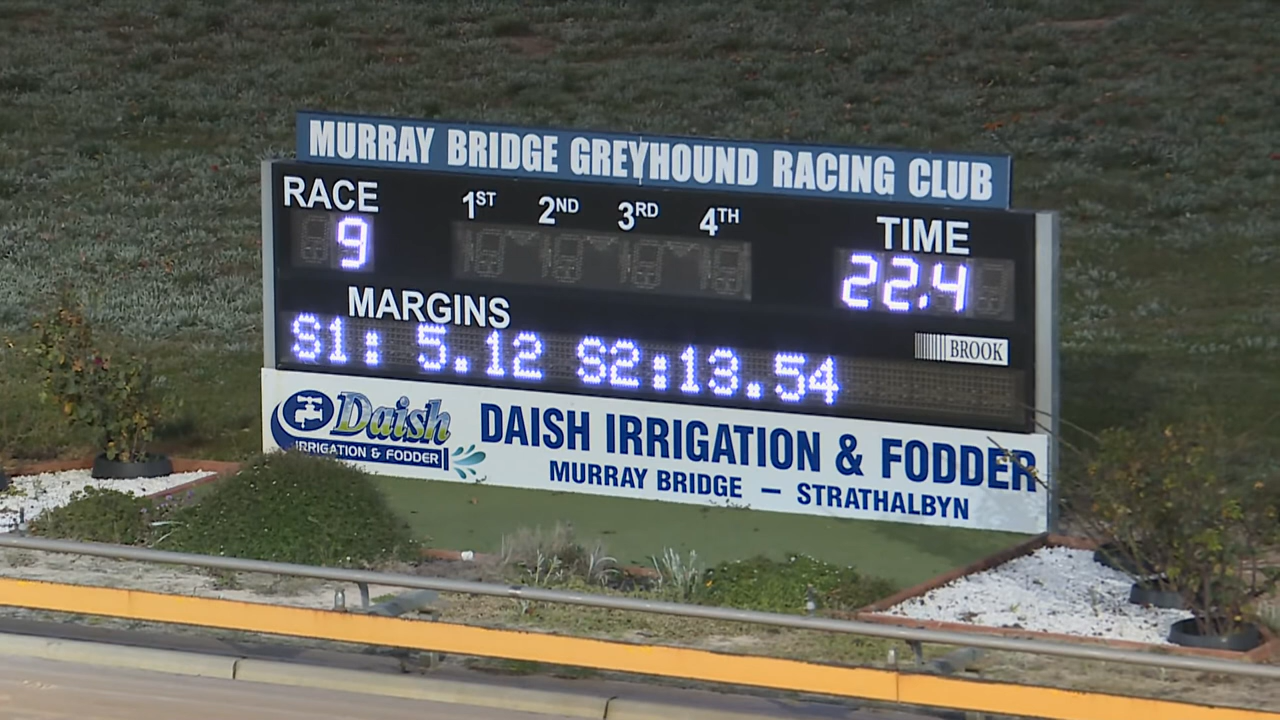 MURRAY BRIDGE GREYHOUND RACING CLUB
RACE 1ST 2ND 3RD 4TH TIME
9 22.4
MARGINS
S1: 5.12 S2:13.54
BROOK
Daish
IRRIGATION & FODDER
DAISH IRRIGATION & FODDER
MURRAY BRIDGE – STRATHALBYN